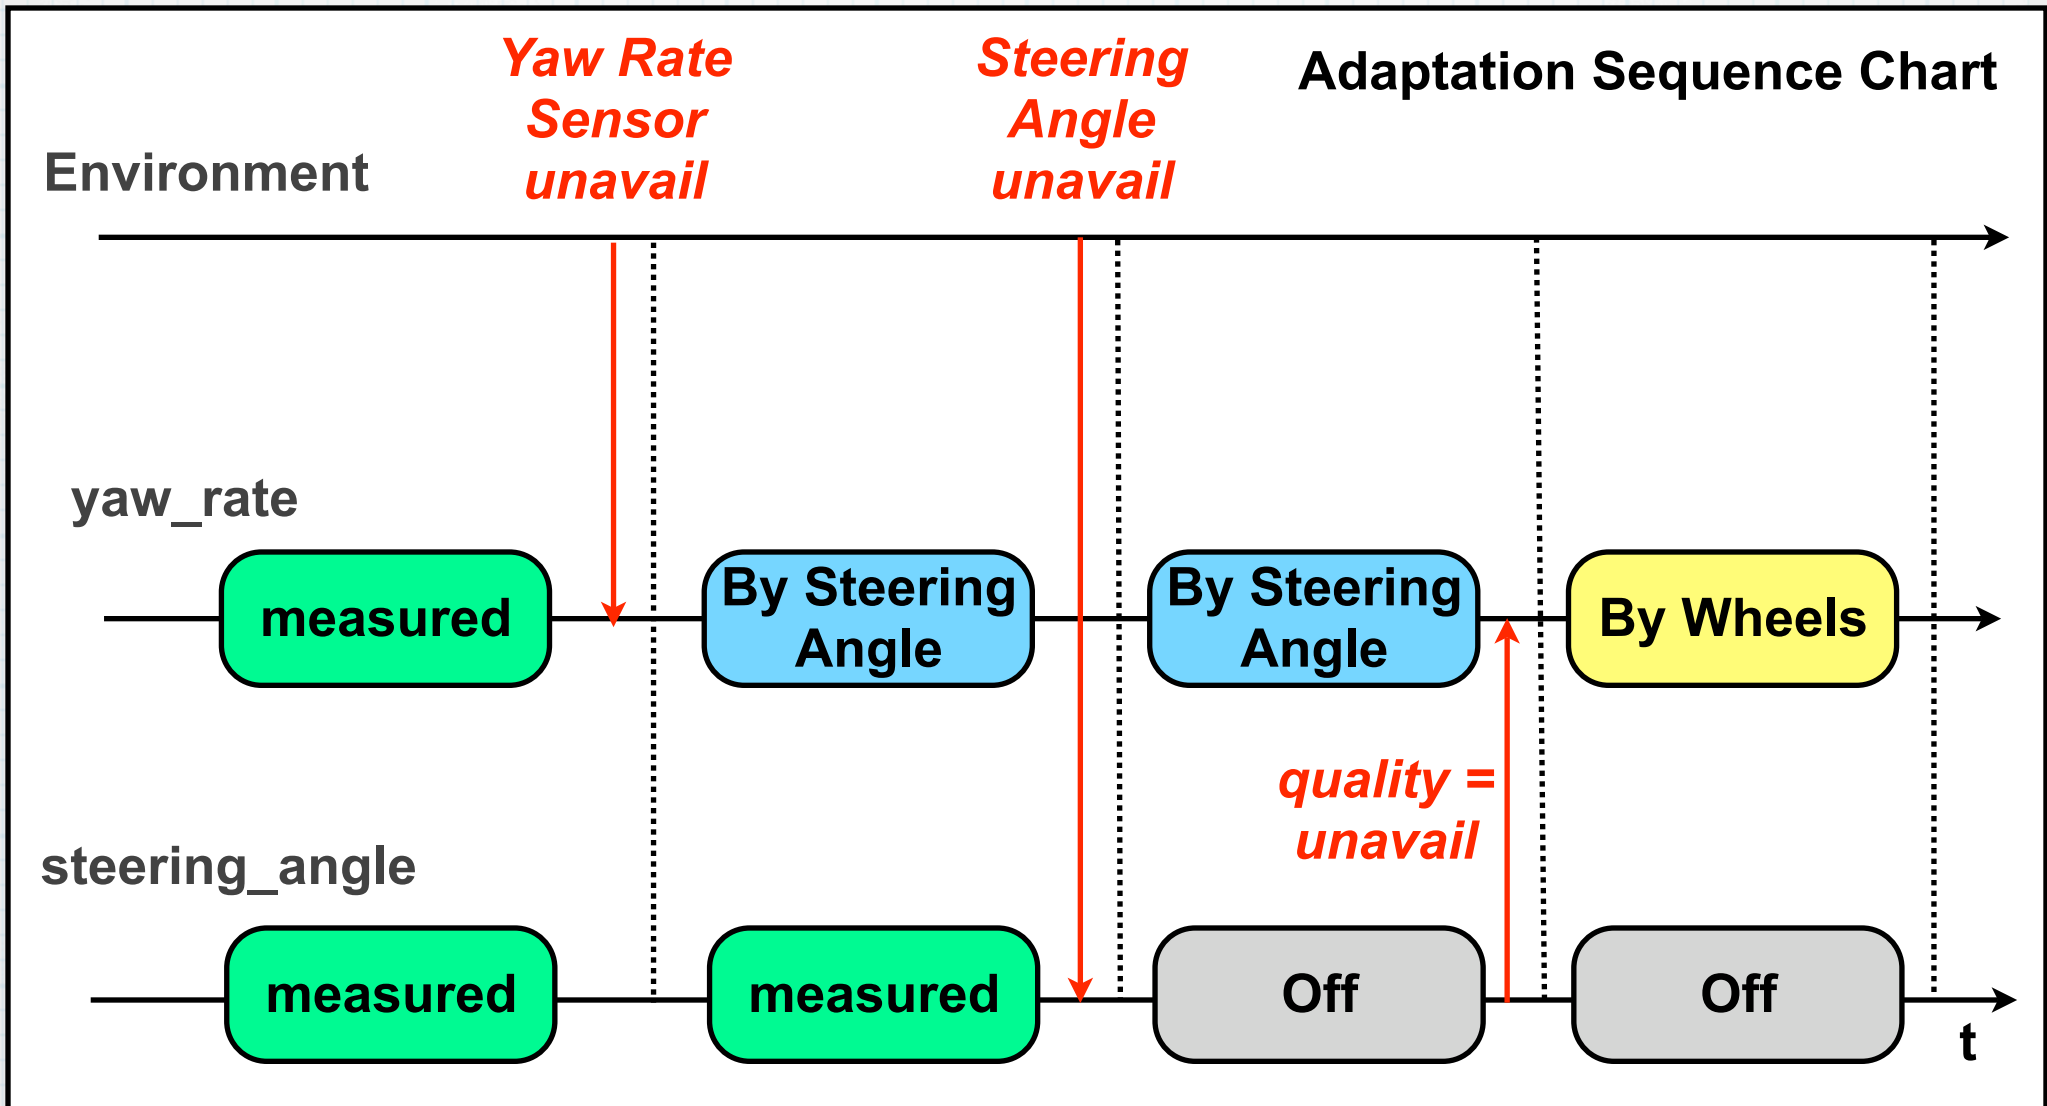 Adaptation Sequence Chart
Yaw Rate
Sensor
unavail
Steering
Angle
unavail
Environment
yaw_rate
measured
By Steering
Angle
By Steering
Angle
By Wheels
quality =
unavail
steering_angle
measured
measured
Off
Off
t